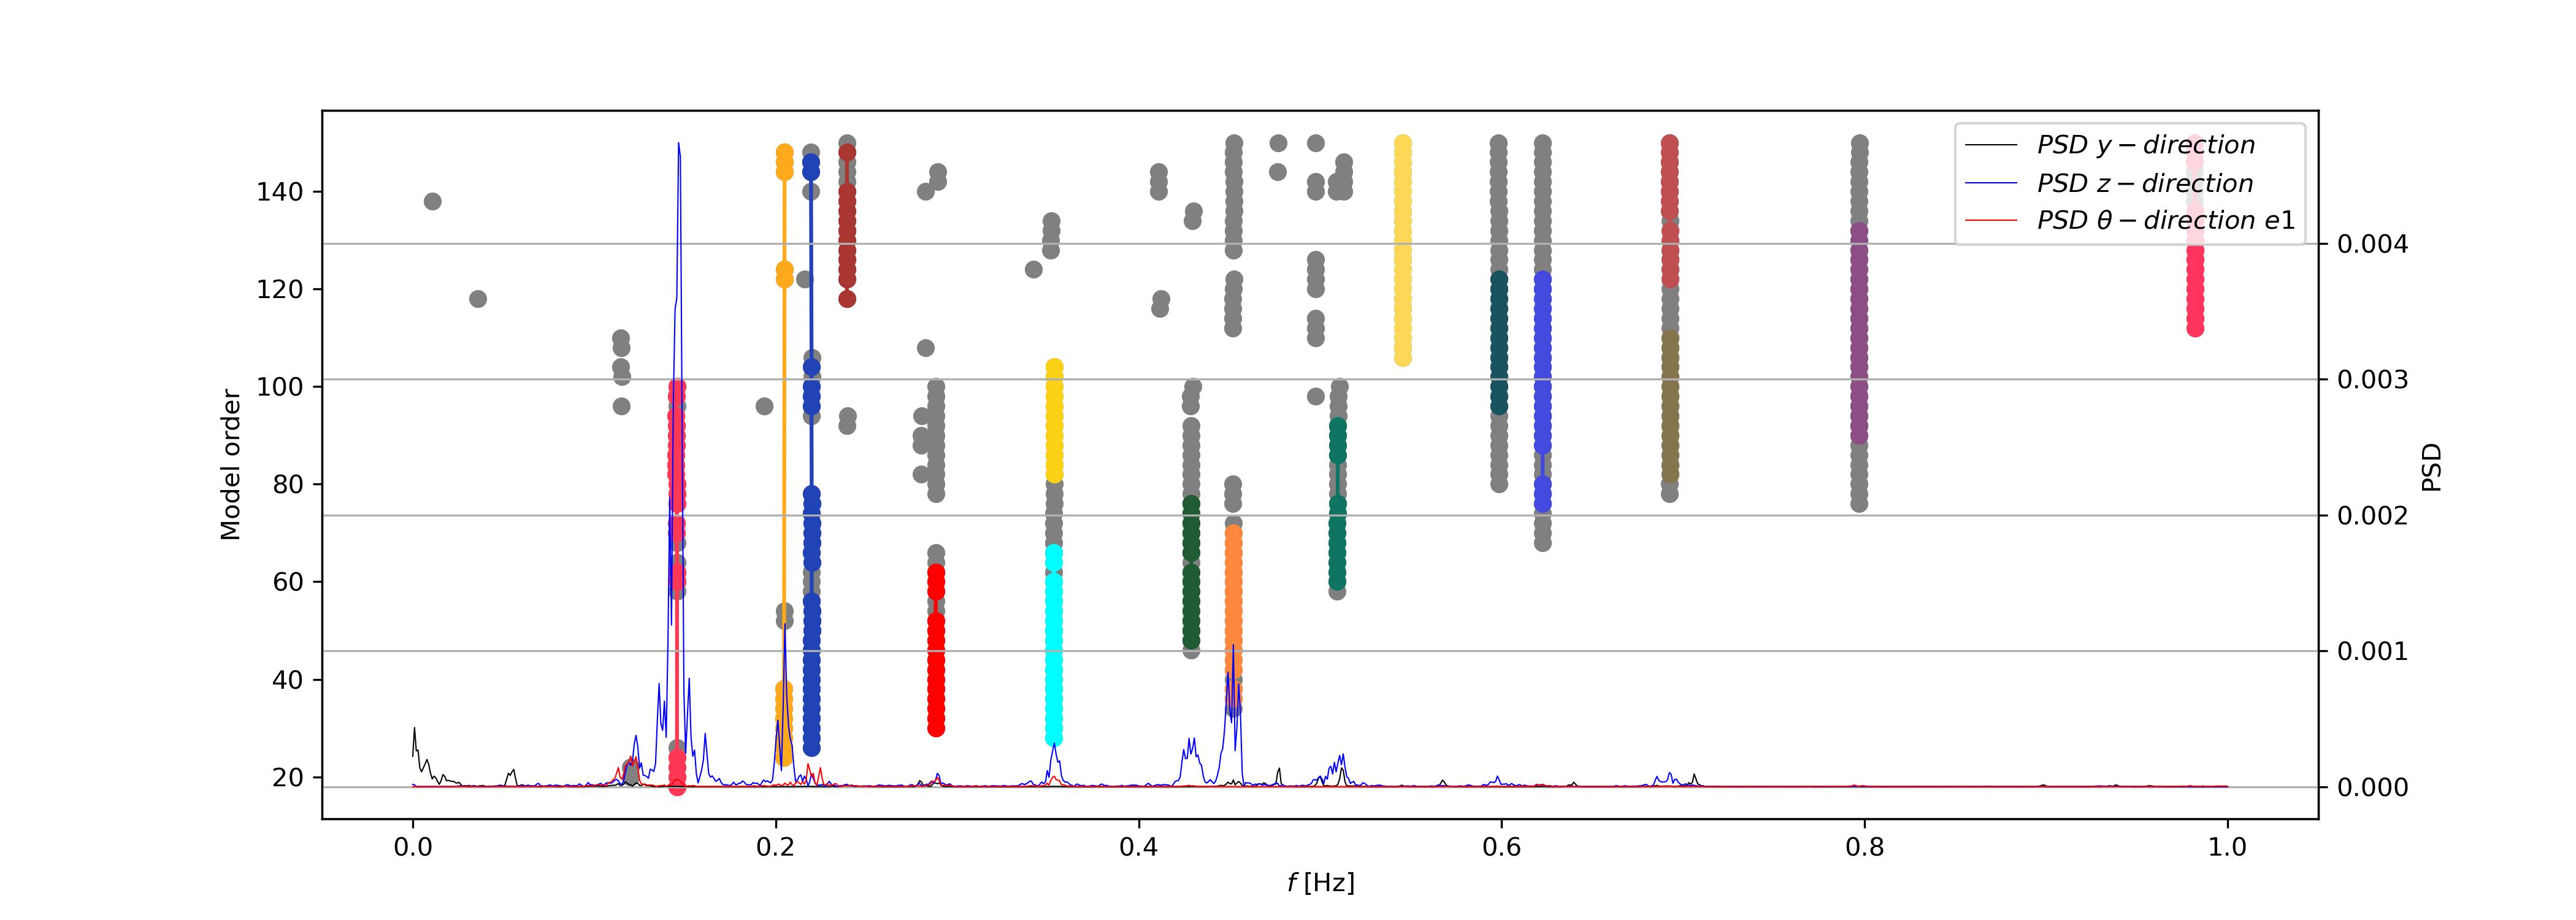 PSD y − direction
PSD z − direction
PSD θ − direction e1
140
120
100
80
60
40
20
Model order
0.004
0.003
0.002
0.001
0.000
PSD
0.0 0.2 0.4 0.6 0.8 1.0
f [Hz]